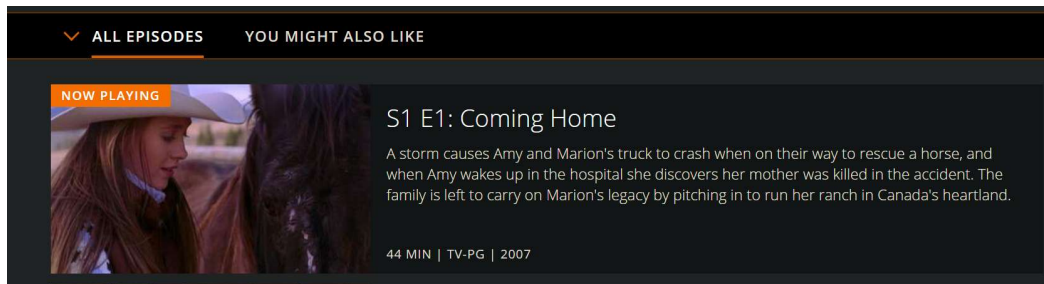 ALL EPISODES
YOU MIGHT ALSO LIKE
NOW PLAYING
S1 E1: Coming Home
A storm causes Amy and Marion's truck to crash when on their way to rescue a horse, and
when Amy wakes up in the hospital she discovers her mother was killed in the accident. The
family is left to carry on Marion's legacy by pitching in to run her ranch in Canada's heartland.
44 MIN | TV-PG | 2007